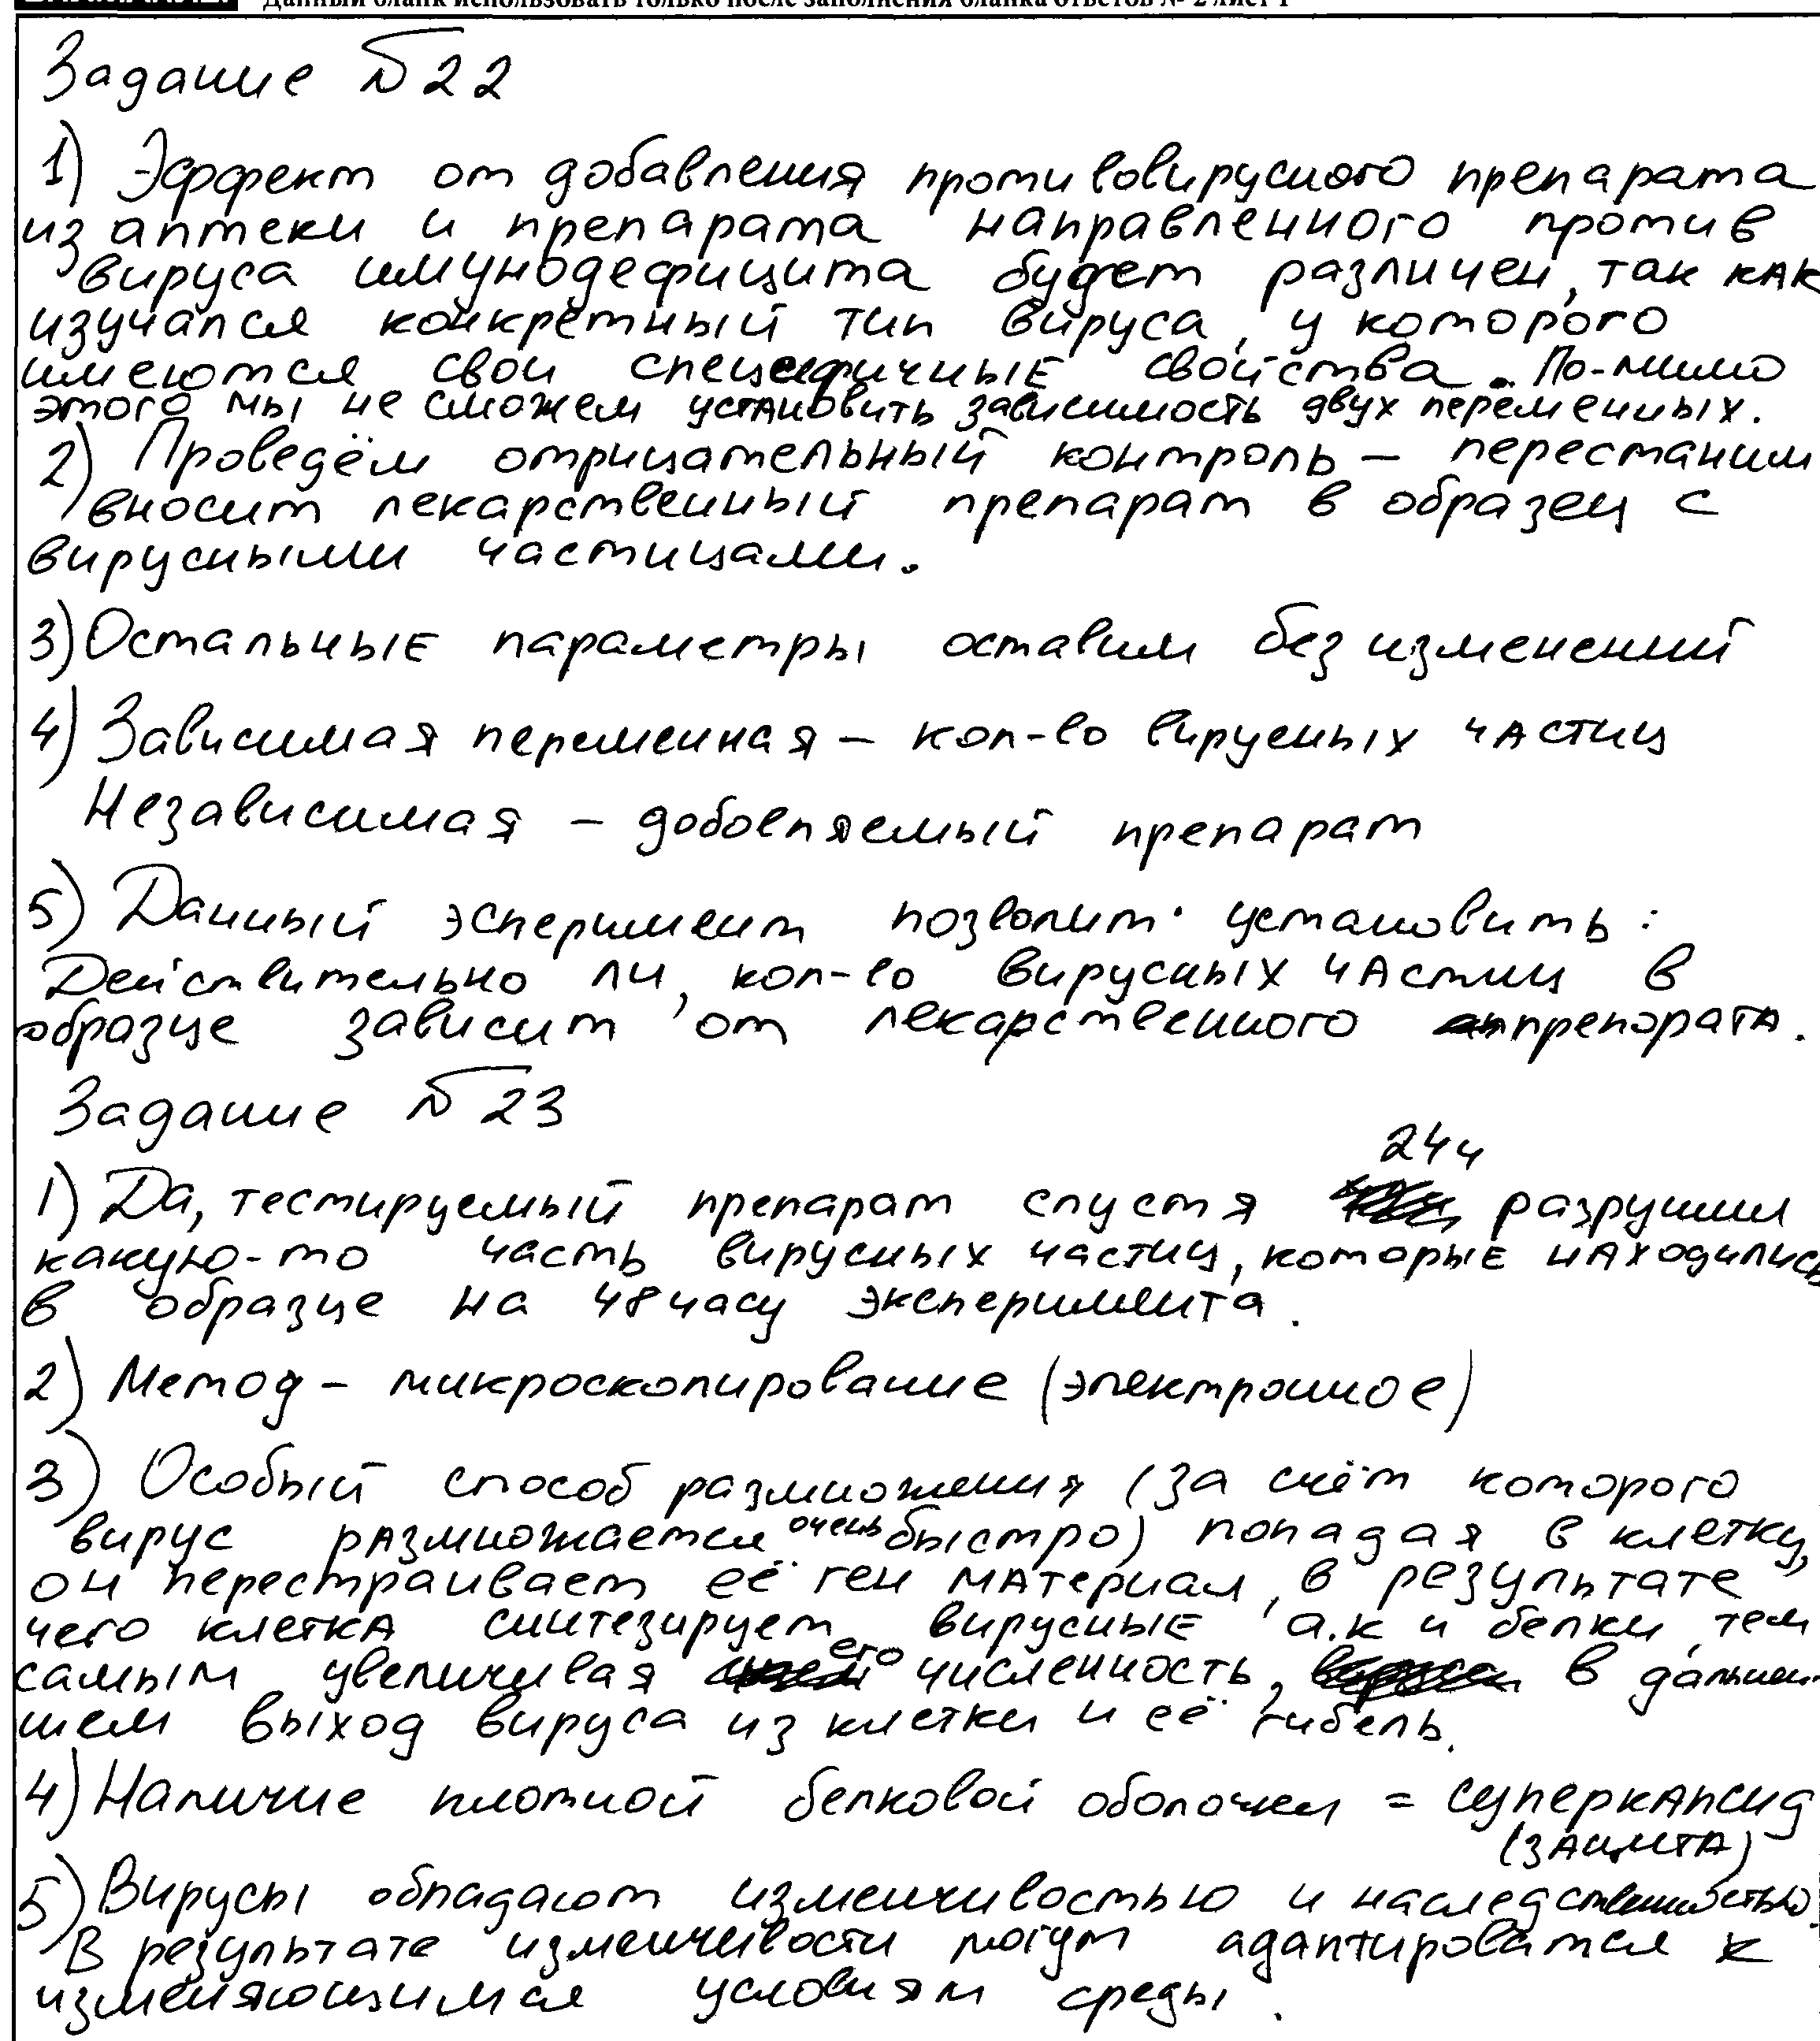 Данный бланк использовать только после заполнения бланка ответов № 2 лист 1
Задание №22
1) Эффект от добавления противовирусного препарата
из аптеки и препарата направленного против
вируса имунодефицита будет различен, так как
изучался конкретный тип вируса, у которого
имеются свои специфичные свойства. По-мимо
этого мы не сможем установить зависимость двух переменных.
2) Проведём отрицательный контроль – перестаним
вносит лекарственный препарат в образец с
вирусными частицами.
3) Остальные параметры оставим без изменений
4) Зависимая переменная – кол-во вирусных частиц
Независимая – добовляемый препарат
5) Данный эсперимент позволит установить:
Действительно ли, кол-во вирусных частиц в
образце зависит от лекарственного препората.
Задание №23
24ч
1) Да, тестируемый препарат спустя разрушил
какую-то часть вирусных частиц, которые находились
в образце на 48 часу эксперимента.
2) Метод – микроскопирование (электронное)
3) Особый способ размножения (за счёт которого
вирус размножается очень быстро) попадая в клетку,
он перестраивает её ген материал, в результате
чего клетка синтезирует вирусные а.к и белки, тем
самым увеличивая его численность, в дальней-
шем выход вируса из клетки и её гибель.
4) Наличие плотной белковой оболочки = суперкапсид
(защита)
5) Вирусы обладают изменчивостью и наследственностью.
В результате изменчивости могут адаптироватся к
изменяющимся условиям среды.